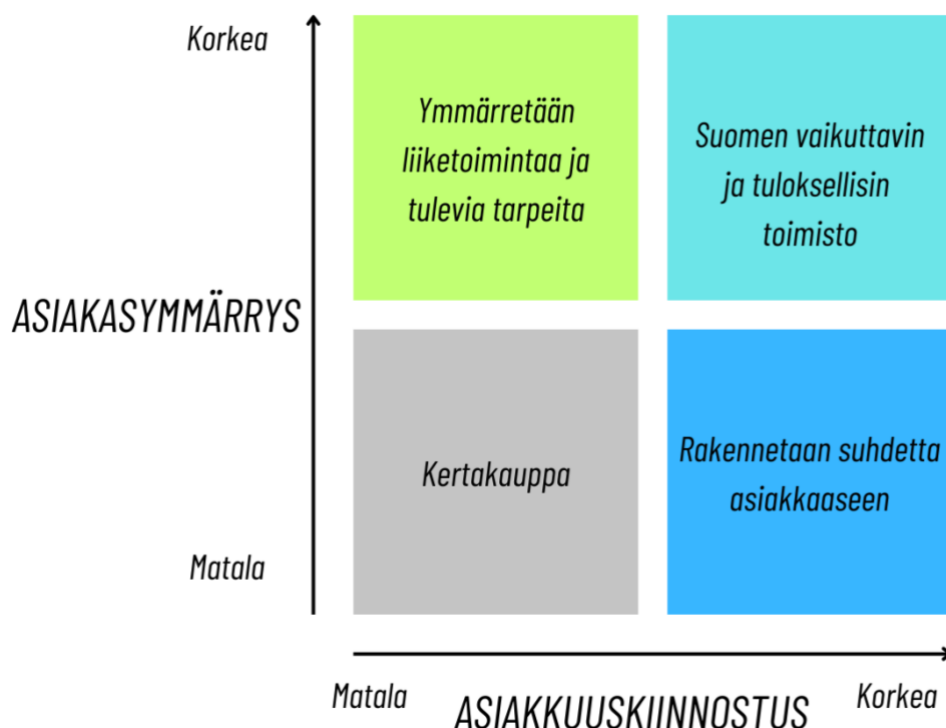 Korkea
Ymmärretään
liiketoimintaa ja
tulevia tarpeita
Suomen vaikuttavin
ja tuloksellisin
toimisto
ASIAKASYMMÄRRYS
Kertakauppa
Rakennetaan suhdetta
asiakkaaseen
Matala
Matala
ASIAKKUUSKIINNOSTUS
Korkea